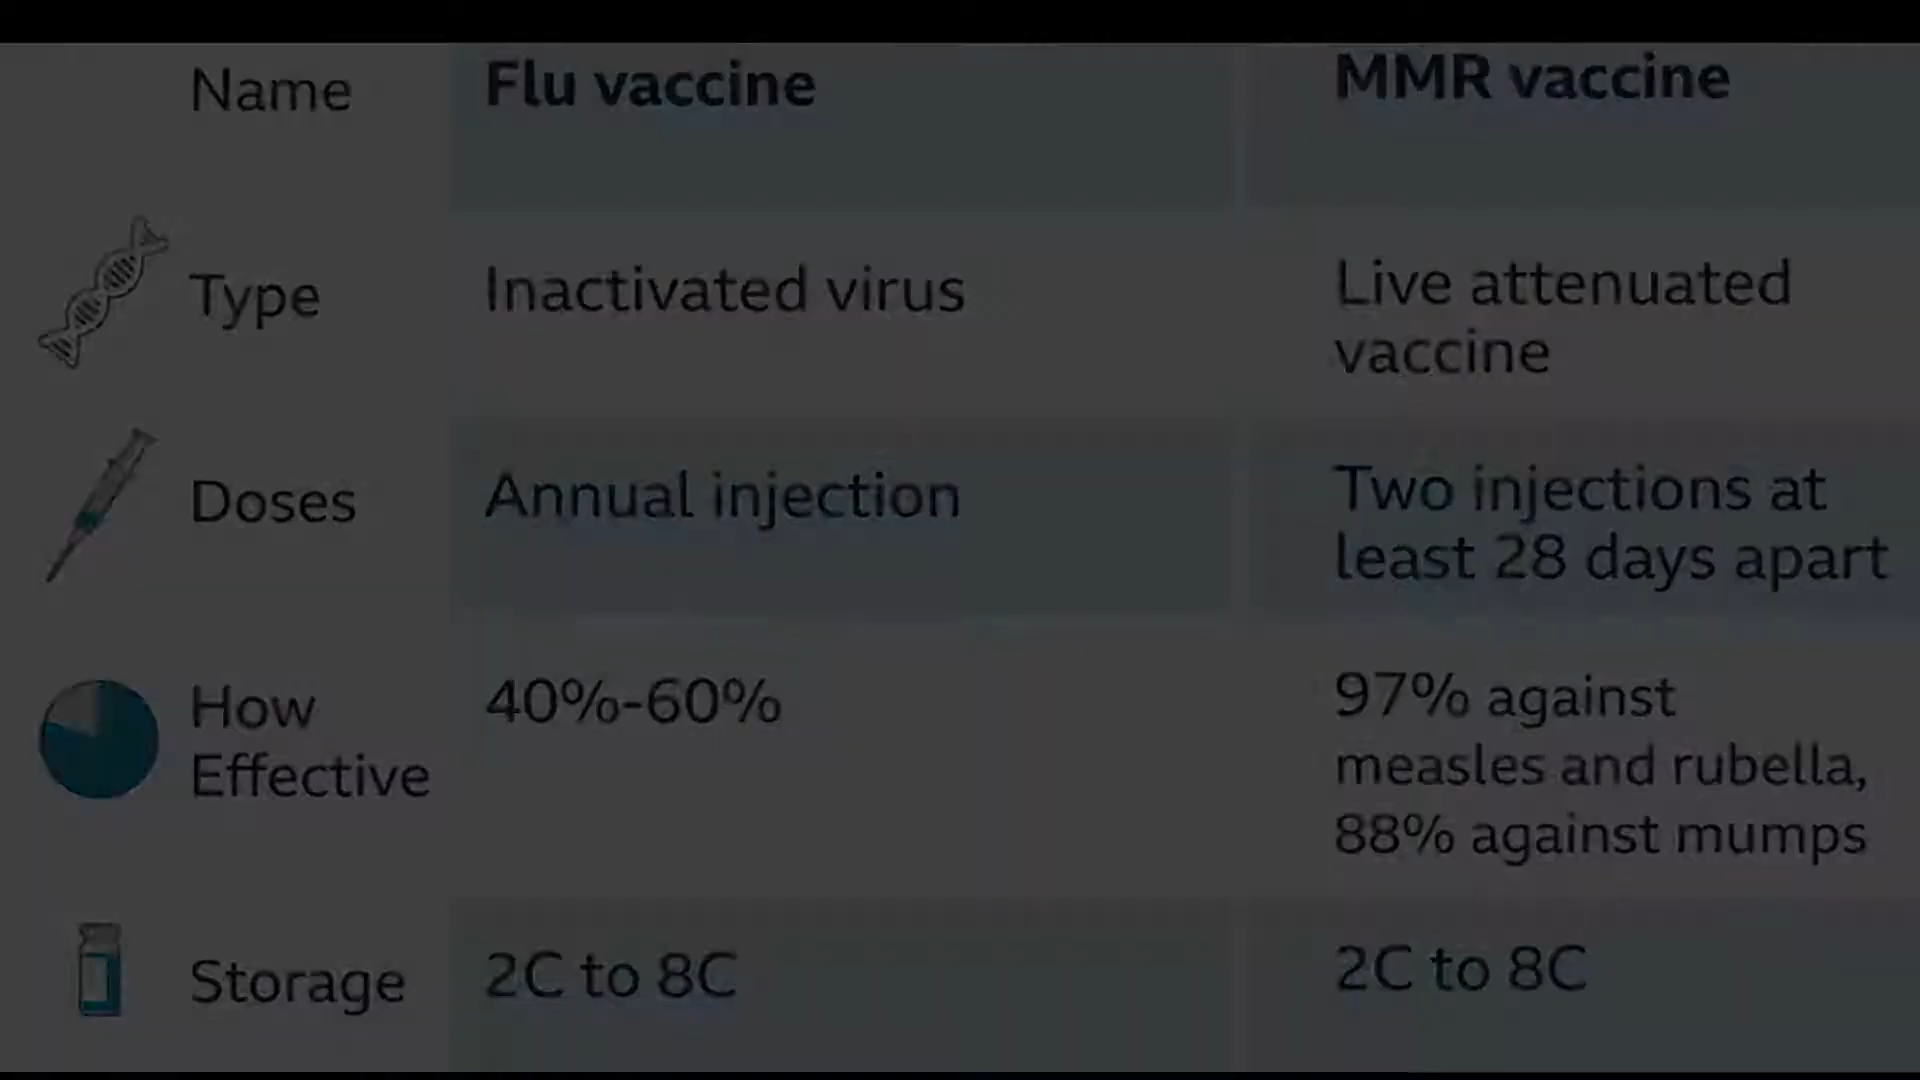 Name Flu vaccine MMR vaccine
Type Inactivated virus Live attenuated
vaccine
Doses Annual injection Two injections at
least 28 days apart
How 40%-60% 97% against
Effective measles and rubella,
88% against mumps
Storage 2C to 8C 2C to 8C